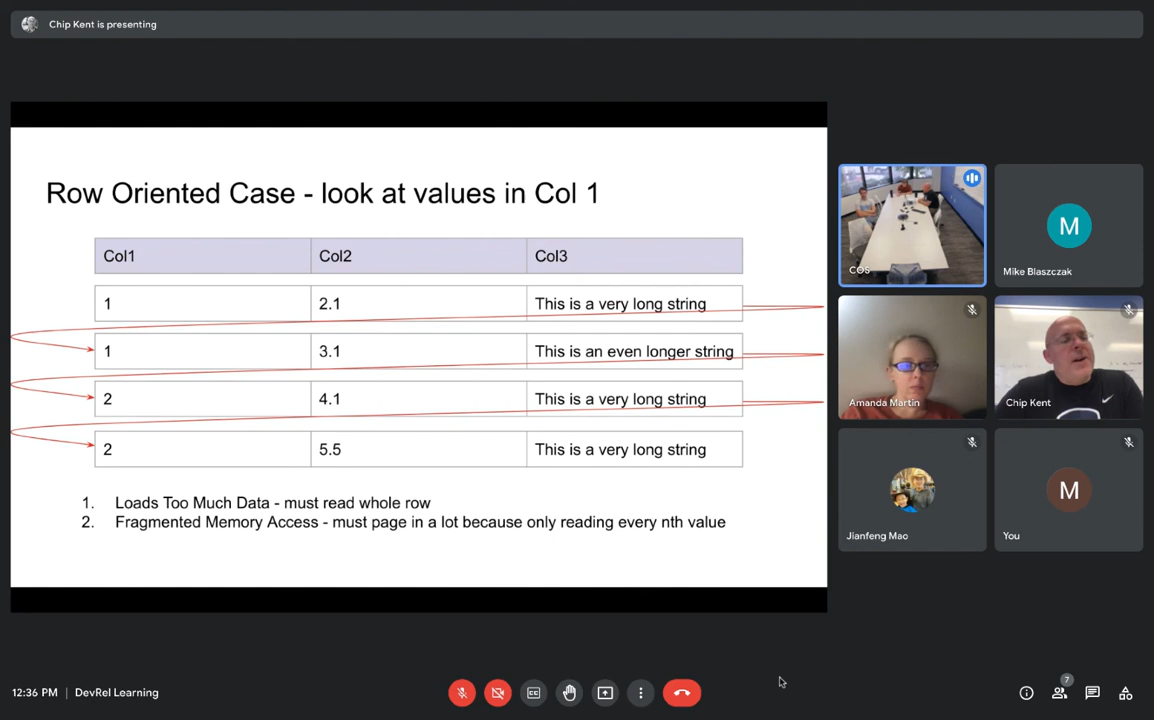 Chip Kent is presenting
Row Oriented Case - look at values in Col 1
Col1 Col2 Col3
1 2.1 This is a very long string
1 3.1 This is an even longer string
2 4.1 This is a very long string
2 5.5 This is a very long string
1. Loads Too Much Data - must read whole row
2. Fragmented Memory Access - must page in a lot because only reading every nth value
COS
M
Mike Blaszczak
Amanda Martin
Chip Kent
Jianfeng Mao
M
You
12:36 PM | DevRel Learning
CC
7